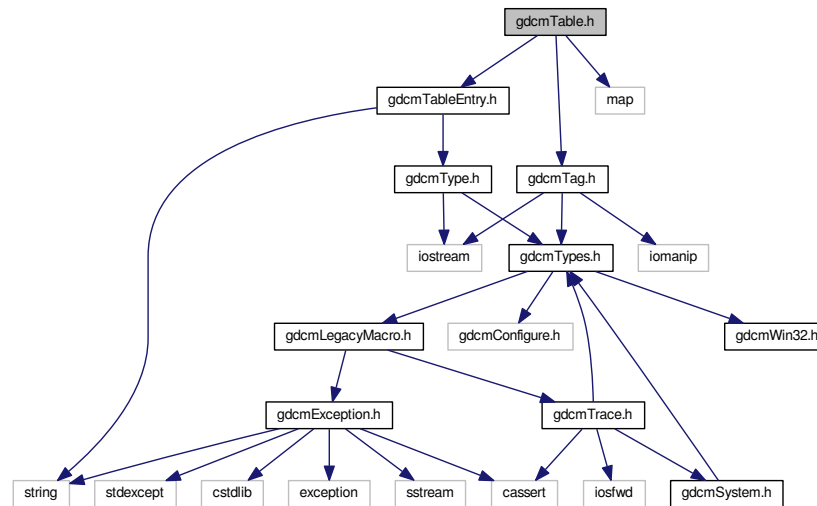 gdcmTable.h
gdcmTableEntry.h
map
gdcmType.h
gdcmTag.h
iostream
gdcmTypes.h
iomanip
gdcmLegacyMacro.h
gdcmConfigure.h
gdcmWin32.h
gdcmException.h
gdcmTrace.h
string
stdexcept
cstdlib
exception
sstream
cassert
iosfwd
gdcmSystem.h